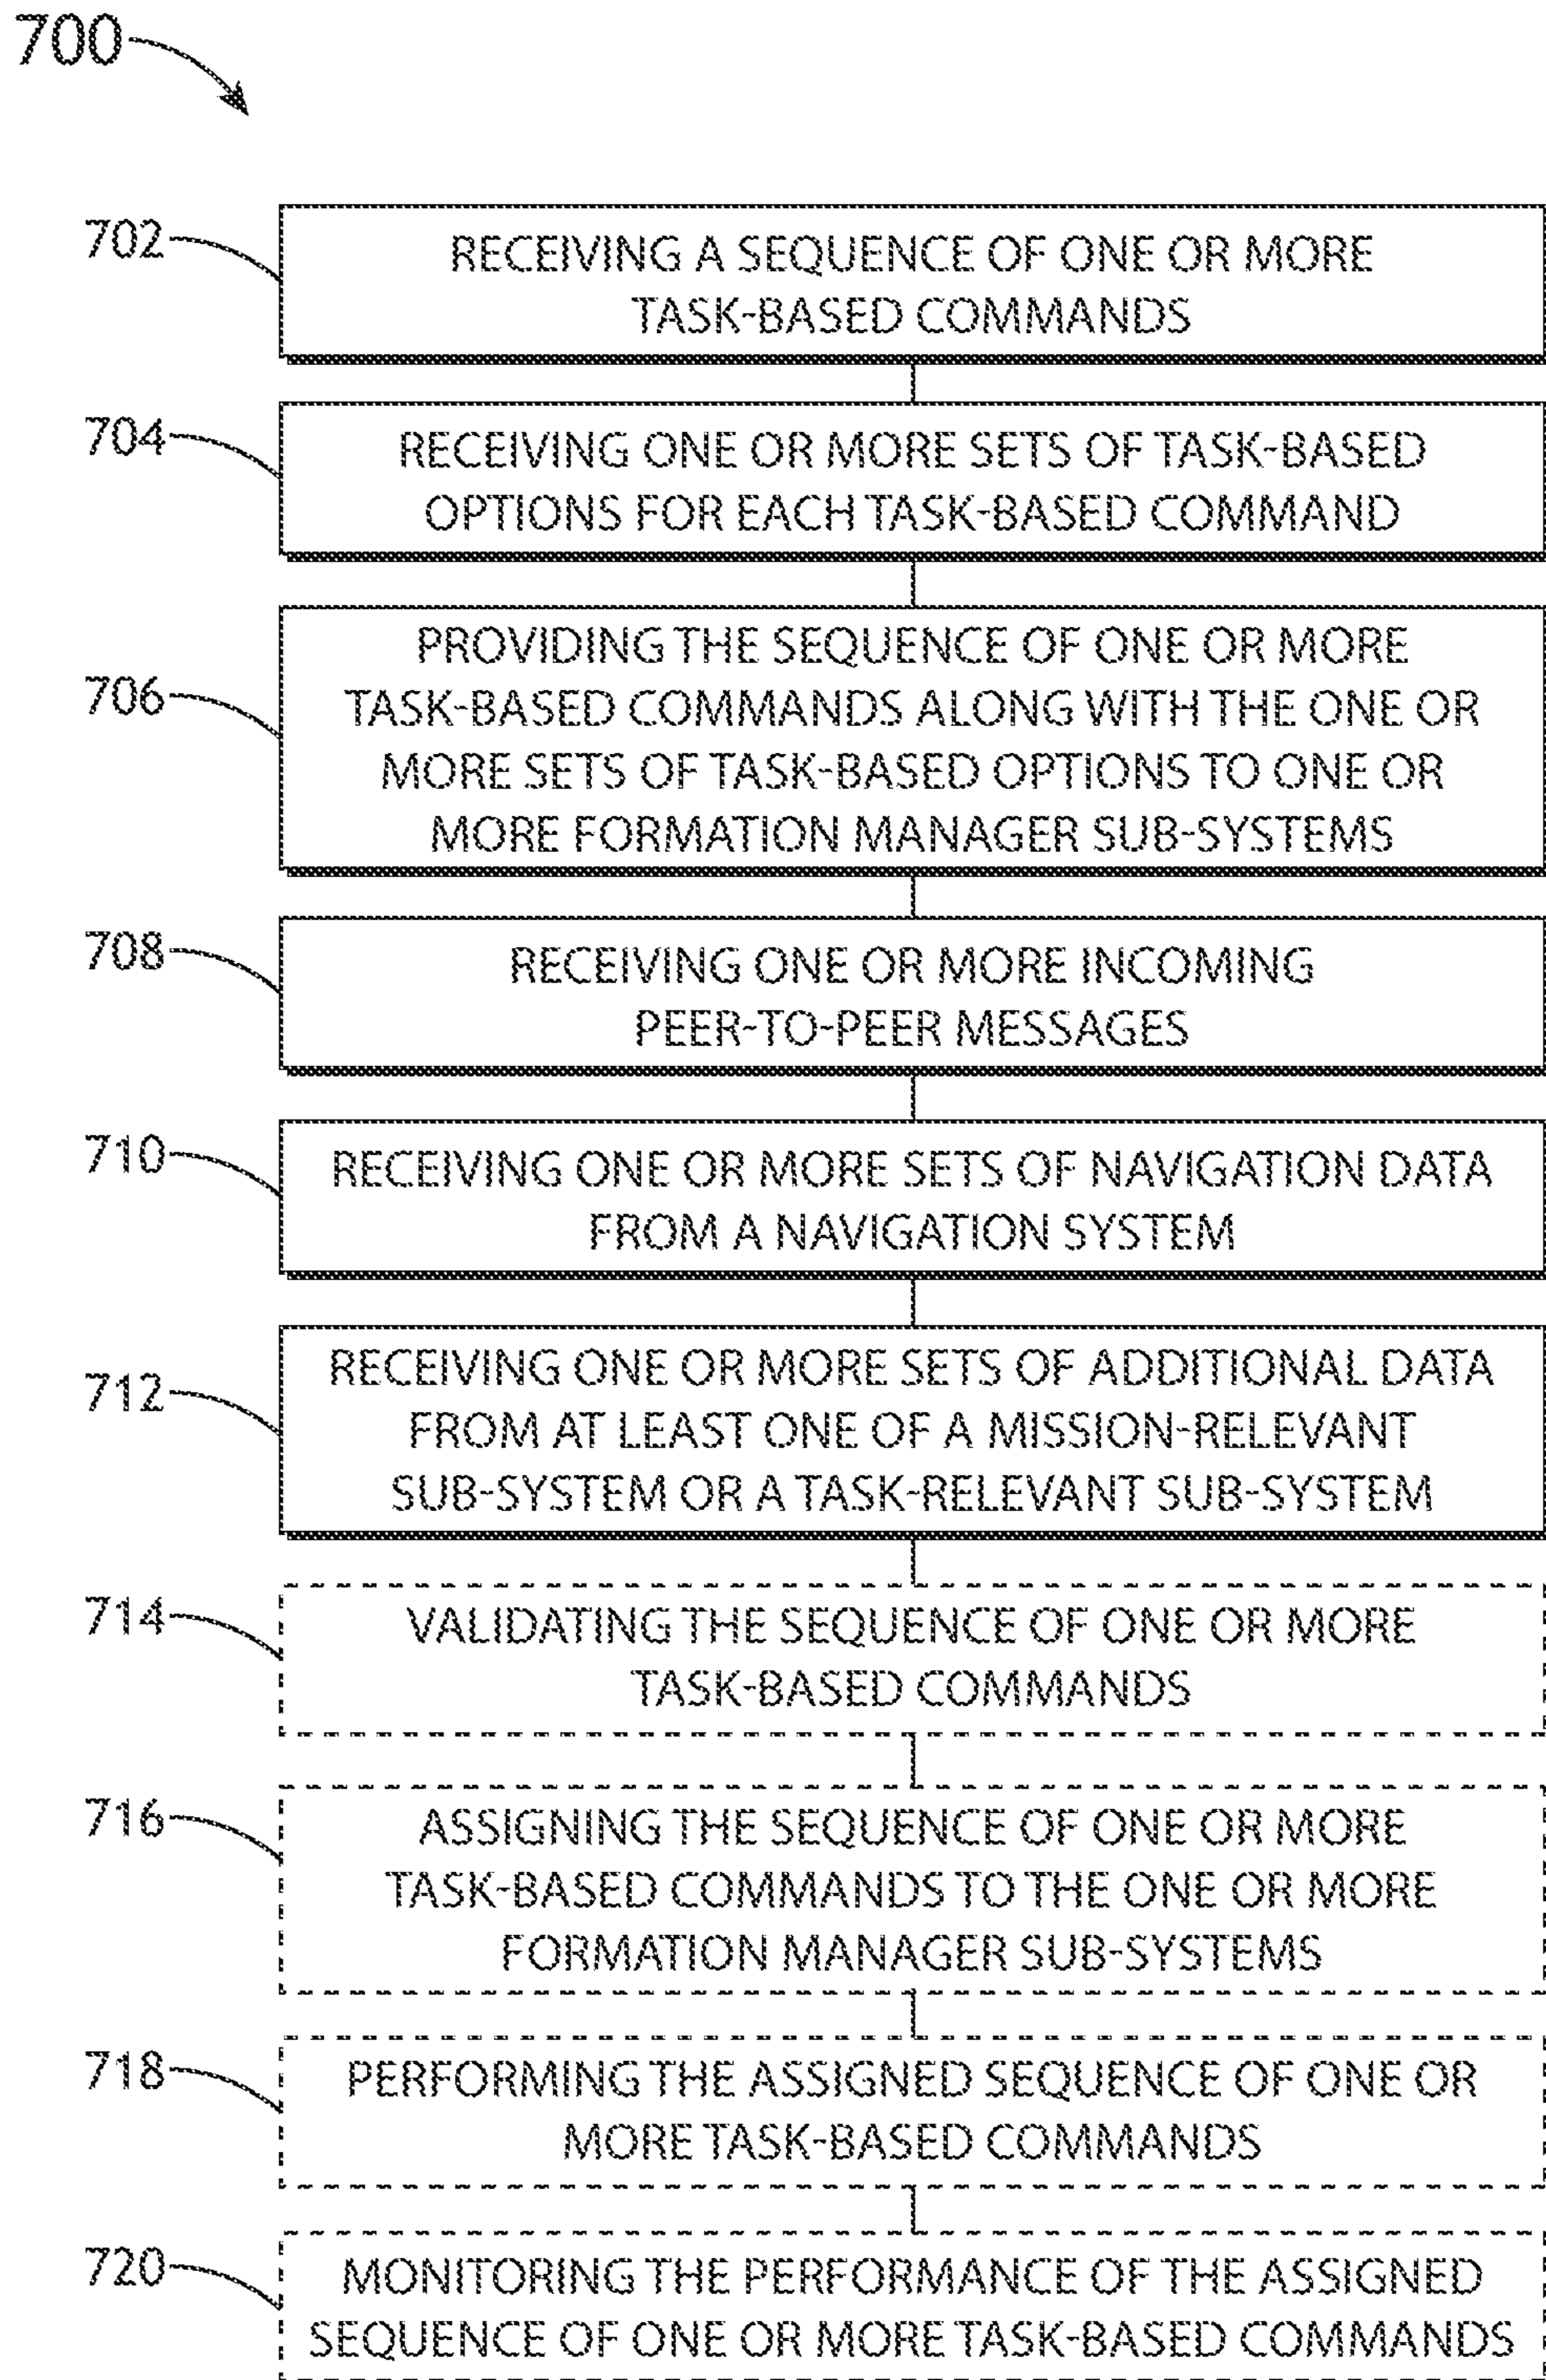 700
702
RECEIVING A SEQUENCE OF ONE OR MORE
TASK-BASED COMMANDS
704
RECEIVING ONE OR MORE SETS OF TASK-BASED
OPTIONS FOR EACH TASK-BASED COMMAND
706
PROVIDING THE SEQUENCE OF ONE OR MORE
TASK-BASED COMMANDS ALONG WITH THE ONE OR
MORE SETS OF TASK-BASED OPTIONS TO ONE OR
MORE FORMATION MANAGER SUB-SYSTEMS
708
RECEIVING ONE OR MORE INCOMING
PEER-TO-PEER MESSAGES
710
RECEIVING ONE OR MORE SETS OF NAVIGATION DATA
FROM A NAVIGATION SYSTEM
712
RECEIVING ONE OR MORE SETS OF ADDITIONAL DATA
FROM AT LEAST ONE OF A MISSION-RELEVANT
SUB-SYSTEM OR A TASK-RELEVANT SUB-SYSTEM
714
VALIDATING THE SEQUENCE OF ONE OR MORE
TASK-BASED COMMANDS
716
ASSIGNING THE SEQUENCE OF ONE OR MORE
TASK-BASED COMMANDS TO THE ONE OR MORE
FORMATION MANAGER SUB-SYSTEMS
718
PERFORMING THE ASSIGNED SEQUENCE OF ONE OR
MORE TASK-BASED COMMANDS
720
MONITORING THE PERFORMANCE OF THE ASSIGNED
SEQUENCE OF ONE OR MORE TASK-BASED COMMANDS